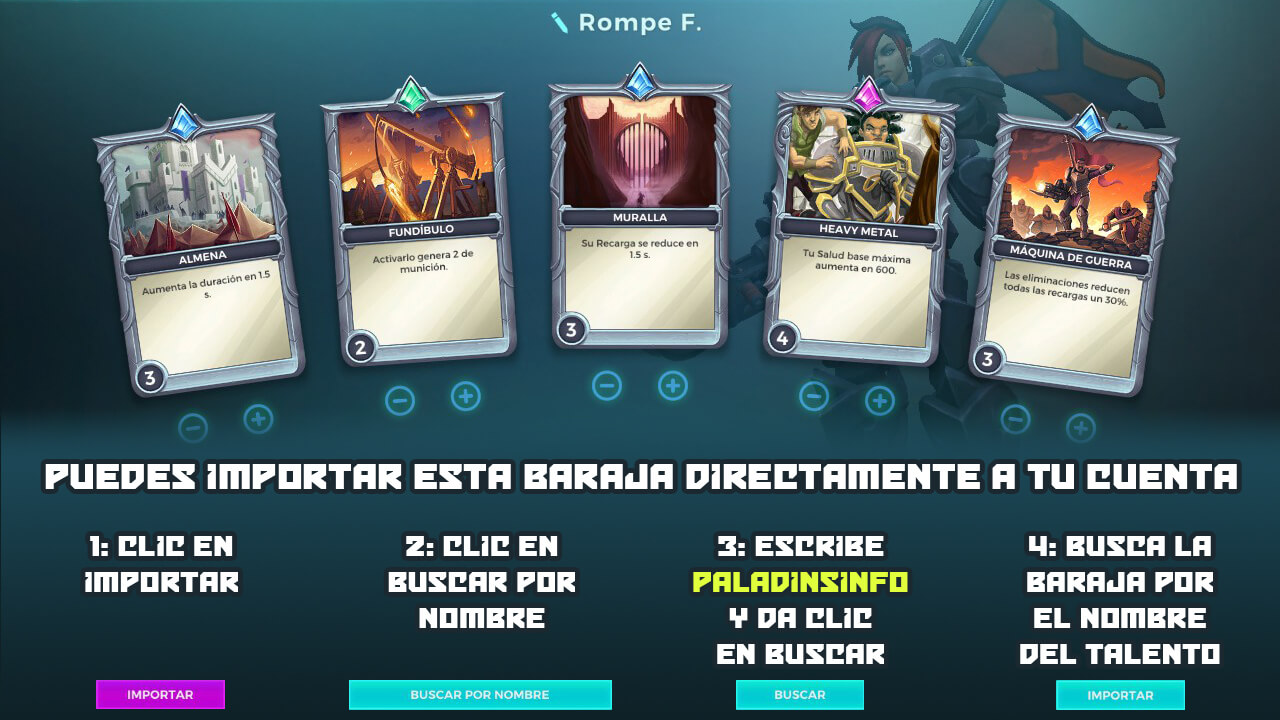 Rompe F.
ALMENA
Aumenta la duración en 1.5
s.
3
FUNDÍBULO
Activarlo genera 2 de
munición.
2
MURALLA
Su Recarga se reduce en
1.5 s.
3
HEAVY METAL
Tu Salud base máxima
aumenta en 600.
4
MÁQUINA DE GUERRA
Las eliminaciones reducen
todas las recargas un 30%.
3
PUEDES IMPORTAR ESTA BARAJA DIRECTAMENTE A TU CUENTA
1: CLIC EN
IMPORTAR
IMPORTAR
2: CLIC EN
BUSCAR POR
NOMBRE
BUSCAR POR NOMBRE
3: ESCRIBE
PALADINSINFO
Y DA CLIC
EN BUSCAR
BUSCAR
4: BUSCA LA
BARAJA POR
EL NOMBRE
DEL TALENTO
IMPORTAR